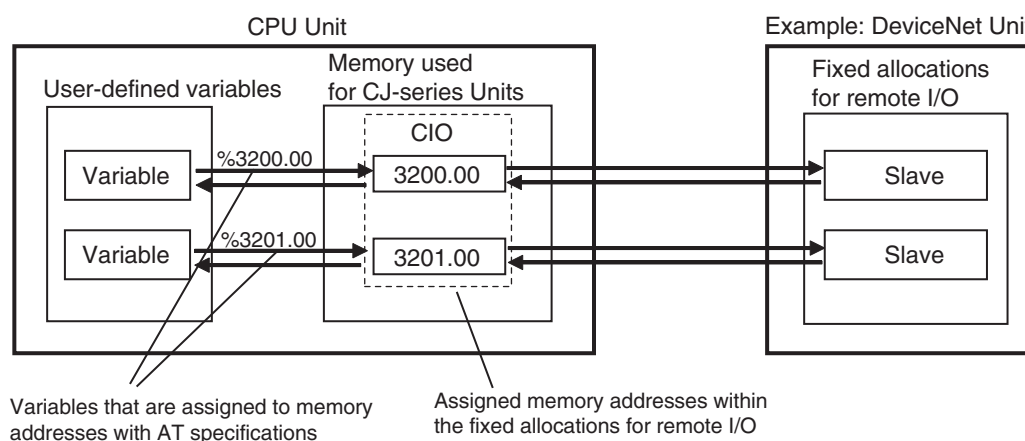 CPU Unit
Example: DeviceNet Uni
User-defined variables
Memory used
for CJ-series Units
Fixed allocations
for remote I/O
CIO
Variable
%3200.00
3200.00
Slave
Variable
%3201.00
3201.00
Slave
Variables that are assigned to memory
addresses with AT specifications
Assigned memory addresses within
the fixed allocations for remote I/O